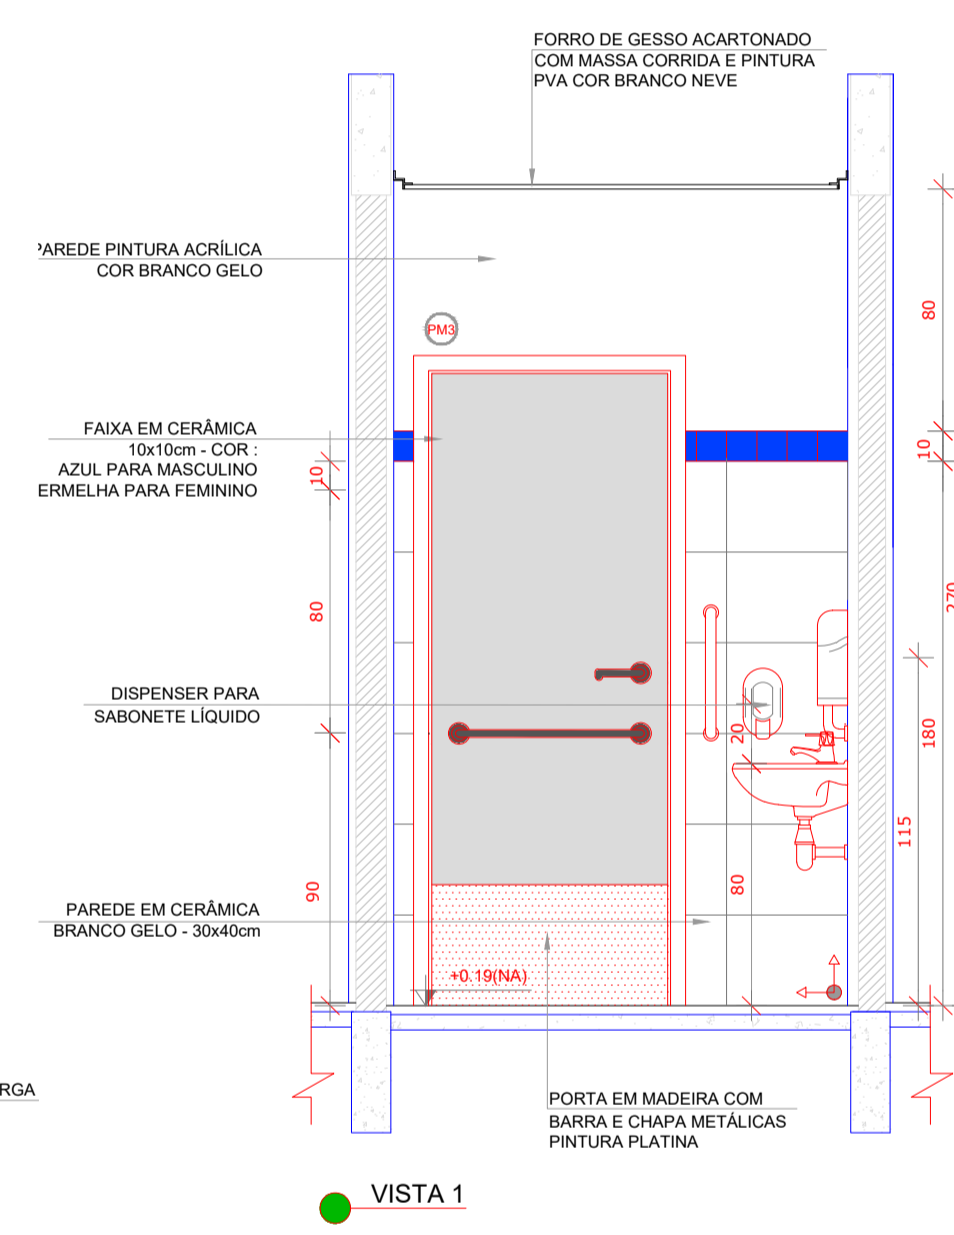 FORRO DE GESSO ACARTONADO
COM MASSA CORRIDA E PINTURA
PVA COR BRANCO NEVE
PAREDE PINTURA ACRÍLICA
COR BRANCO GELO
80
PM3
FAIXA EM CERÂMICA
10x10cm - COR :
AZUL PARA MASCULINO
ERMELHA PARA FEMININO
10
10
270
80
DISPENSER PARA
SABONETE LÍQUIDO
20
180
115
80
90
PAREDE EM CERÂMICA
BRANCO GELO - 30x40cm
+0.19(NA)
RGA
PORTA EM MADEIRA COM
BARRA E CHAPA METÁLICAS
PINTURA PLATINA
VISTA 1